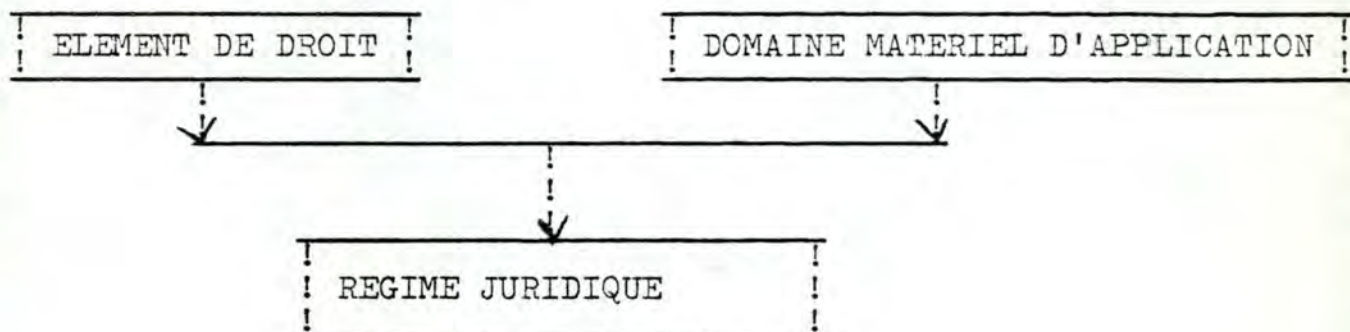 ELEMENT DE DROIT
DOMAINE MATERIEL D'APPLICATION
REGIME JURIDIQUE